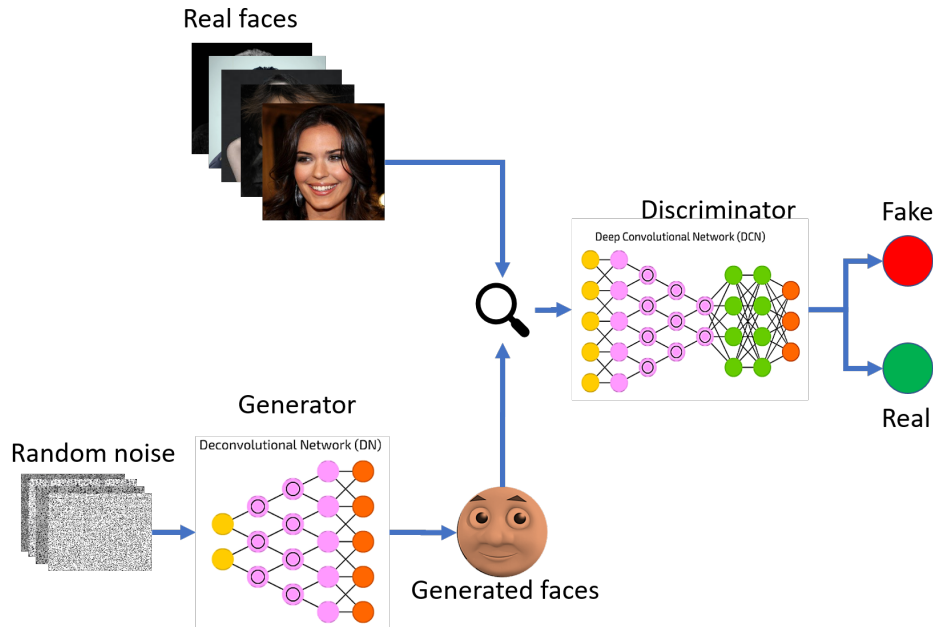 Real faces
Discriminator
Fake
Deep Convolutional Network (DCN)
Generator
Real
Deconvolutional Network (DN)
Random noise
Generated faces